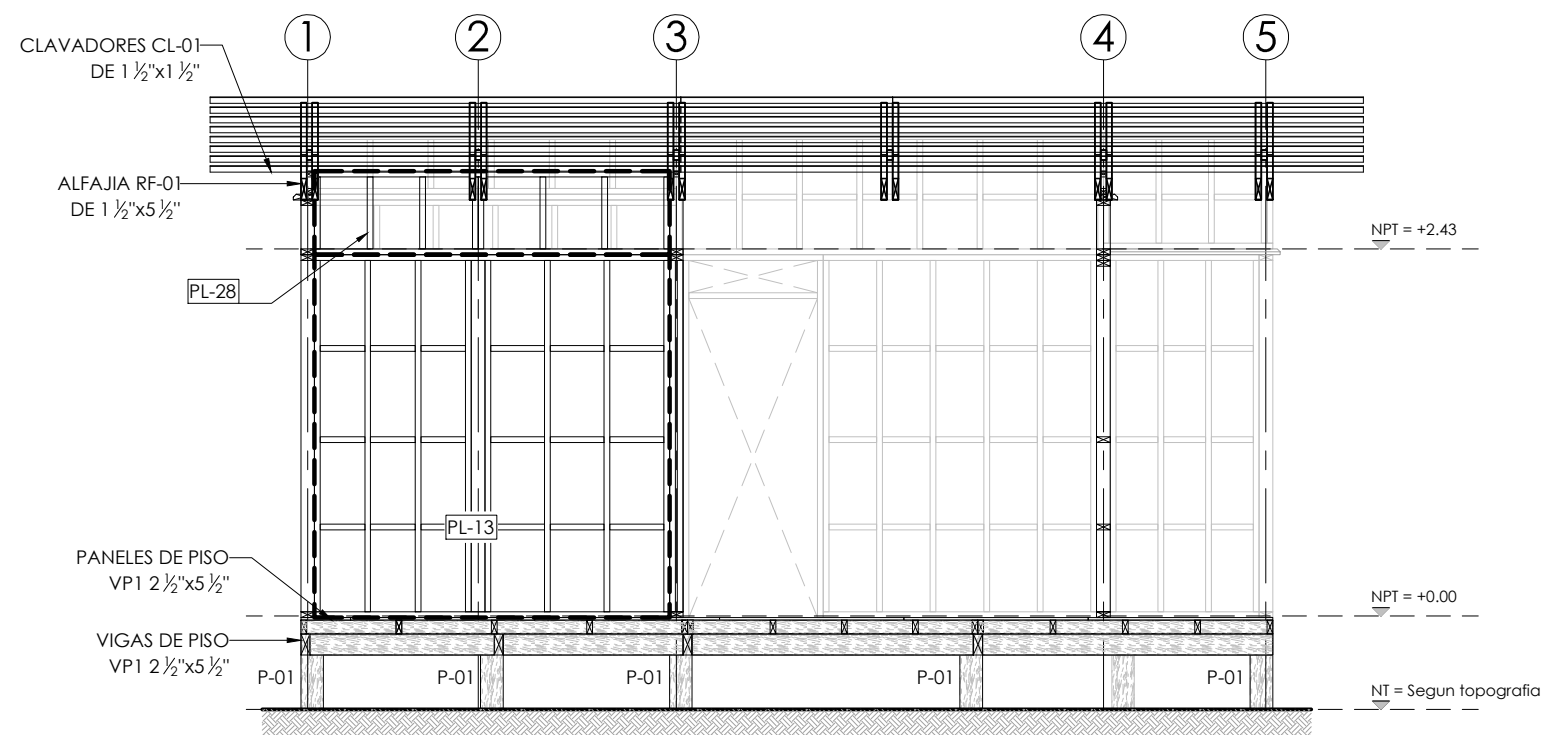 1
2
3
4
5
CLAVADORES CL-01
DE 1 ½"x1 ½"
ALFAJIA RF-01
DE 1 ½"x5 ½"
NPT = +2.43
PL-28
PL-13
PANELES DE PISO
VP1 2 ½"x5 ½"
NPT = +0.00
VIGAS DE PISO
VP1 2 ½"x5 ½"
P-01
P-01
P-01
P-01
P-01
NT = Segun topografia